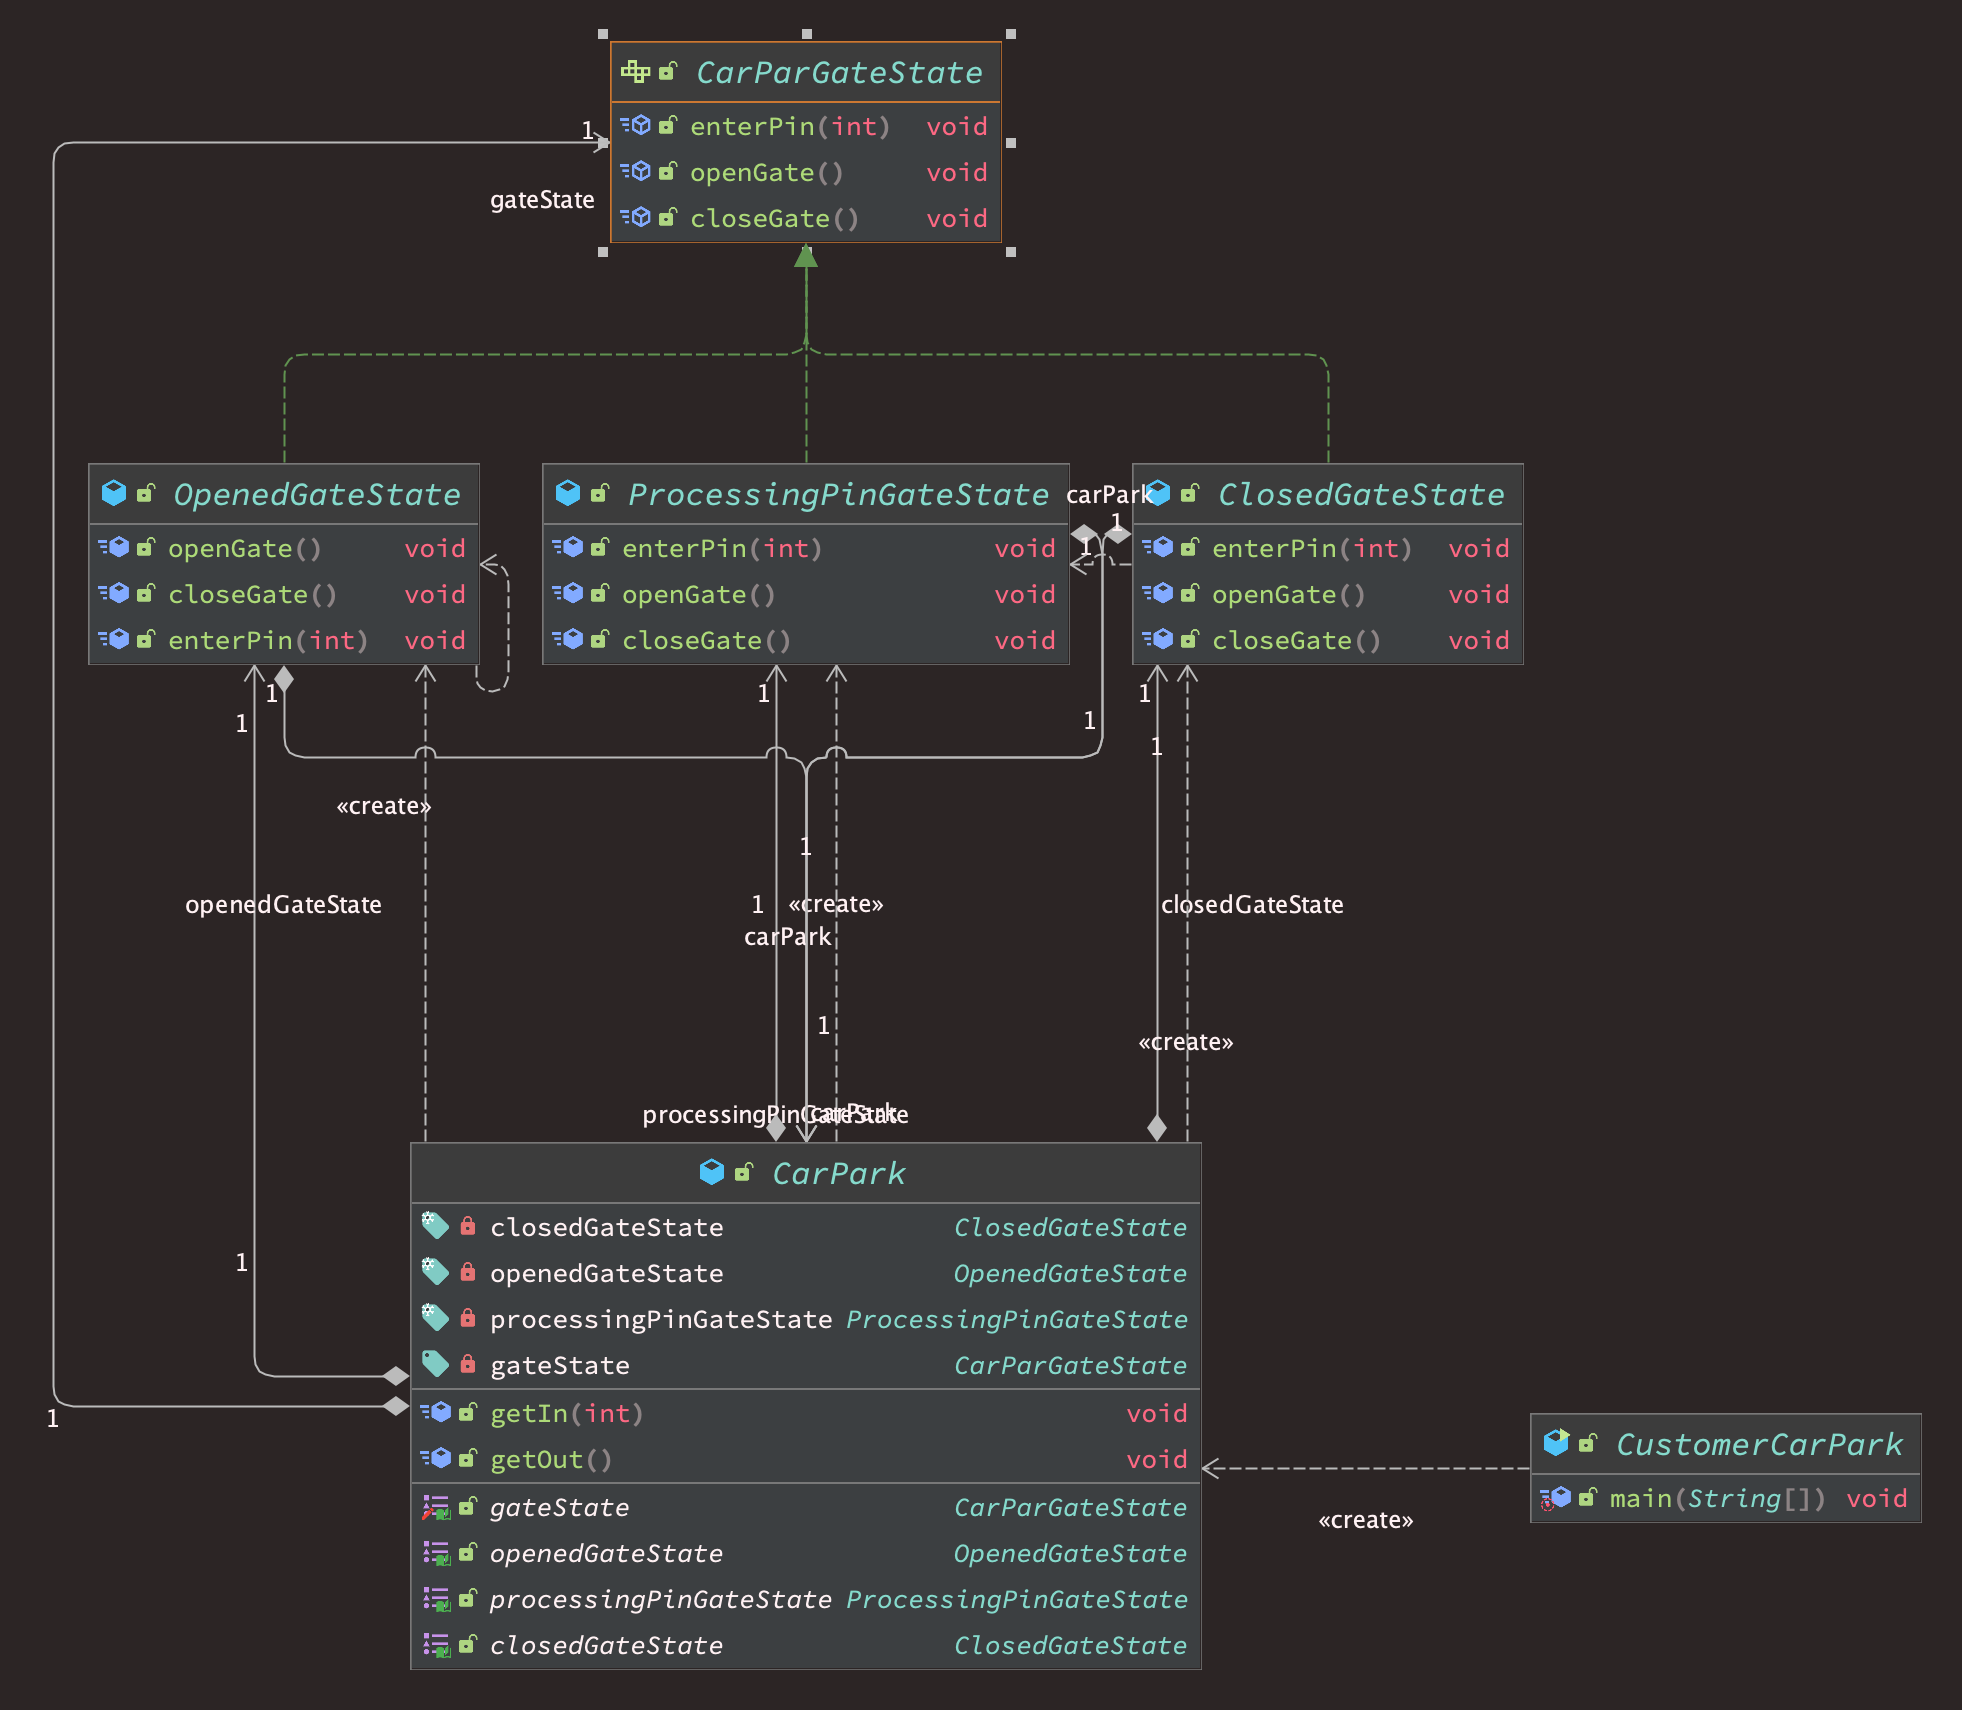 CarParGateState
enterPin(int) void
openGate() void
closeGate() void
1
gateState
OpenedGateState
openGate() void
closeGate() void
enterPin(int) void
ProcessingPinGateState
enterPin(int) void
openGate() void
closeGate() void
carPark
1
1
ClosedGateState
enterPin(int) void
openGate() void
closeGate() void
1
1
1
1
1
1
1
«create»
1
openedGateState
1
«create»
closedGateState
carPark
1
«create»
processingPinGateState
carPark
1
1
CarPark
closedGateState ClosedGateState
openedGateState OpenedGateState
processingPinGateState ProcessingPinGateState
gateState CarParGateState
getIn(int) void
getOut() void
gateState CarParGateState
openedGateState OpenedGateState
processingPinGateState ProcessingPinGateState
closedGateState ClosedGateState
CustomerCarPark
main(String[]) void
«create»